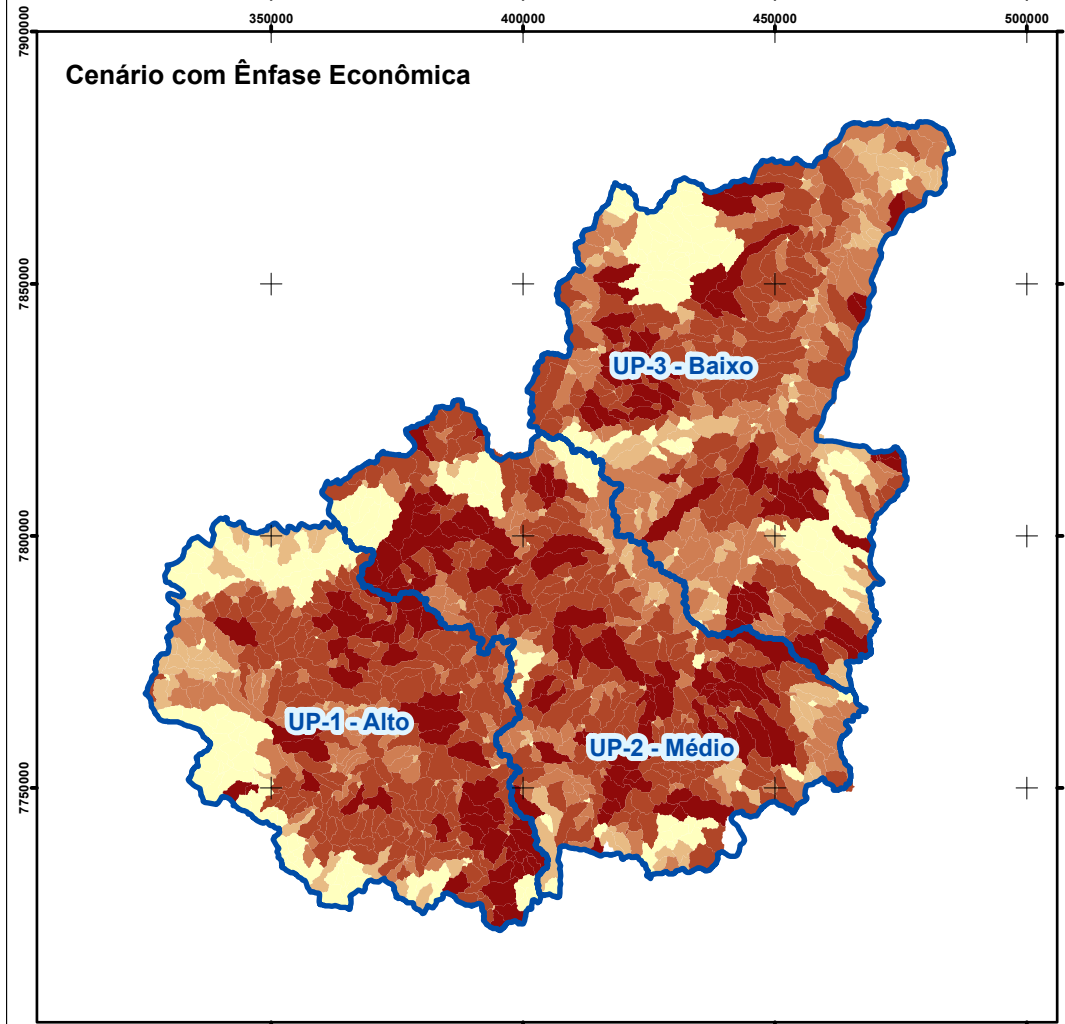 350000 400000 450000 500000
7900000
Cenário com Ênfase Econômica
7850000
UP-3 - Baixo
7800000
UP-1 - Alto
UP-2 - Médio
7750000